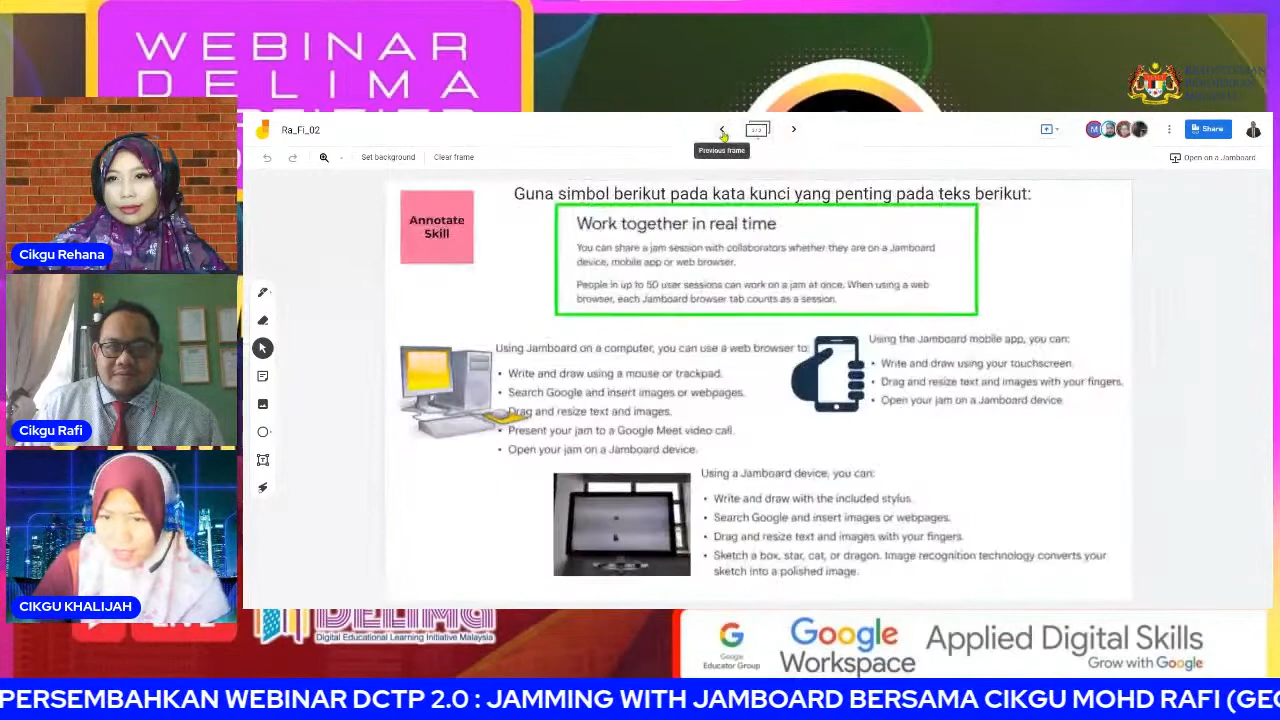 WEBINAR
DELIMA
Ra_Fi_02
Previous frame
Share
Set background
Clear frame
Open on a Jamboard
Annotate
Skill
Guna simbol berikut pada kata kunci yang penting pada teks berikut:
Work together in real time
You can share a jam session with collaborators whether they are on a Jamboard
device, mobile app or web browser.
People in up to 50 user sessions can work on a jam at once. When using a web
browser, each Jamboard browser tab counts as a session.
Using Jamboard on a computer, you can use a web browser to:
• Write and draw using a mouse or trackpad.
• Search Google and insert images or webpages.
• Drag and resize text and images.
• Present your jam to a Google Meet video call.
• Open your jam on a Jamboard device.
Using the Jamboard mobile app, you can:
• Write and draw using your touchscreen.
• Drag and resize text and images with your fingers.
• Open your jam on a Jamboard device
Using a Jamboard device, you can:
• Write and draw with the included stylus.
• Search Google and insert images or webpages.
• Drag and resize text and images with your fingers.
• Sketch a box, star, cat, or dragon. Image recognition technology converts your
sketch into a polished image.
Cikgu Rehana
Cikgu Rafi
CIKGU KHALIJAH
DELIMa
Digital Educational Learning Initiative Malaysia
Google
Educator Group
Google
Workspace
Applied Digital Skills
Grow with Google
PERSEMBAHKAN WEBINAR DCTP 2.0 : JAMMING WITH JAMBOARD BERSAMA CIKGU MOHD RAFI (GEG